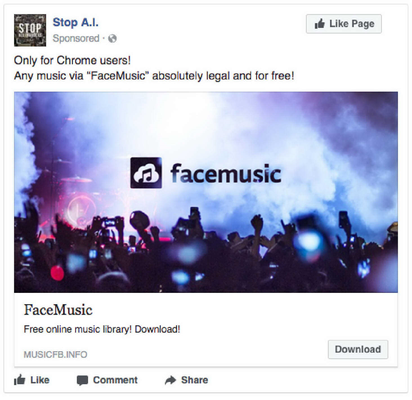 STOP
Stop A.I.
Like Page
Sponsored ·
Only for Chrome users!
Any music via “FaceMusic” absolutely legal and for free!
facemusic
FaceMusic
Free online music library! Download!
MUSICFB.INFO
Download
Like
Comment
Share